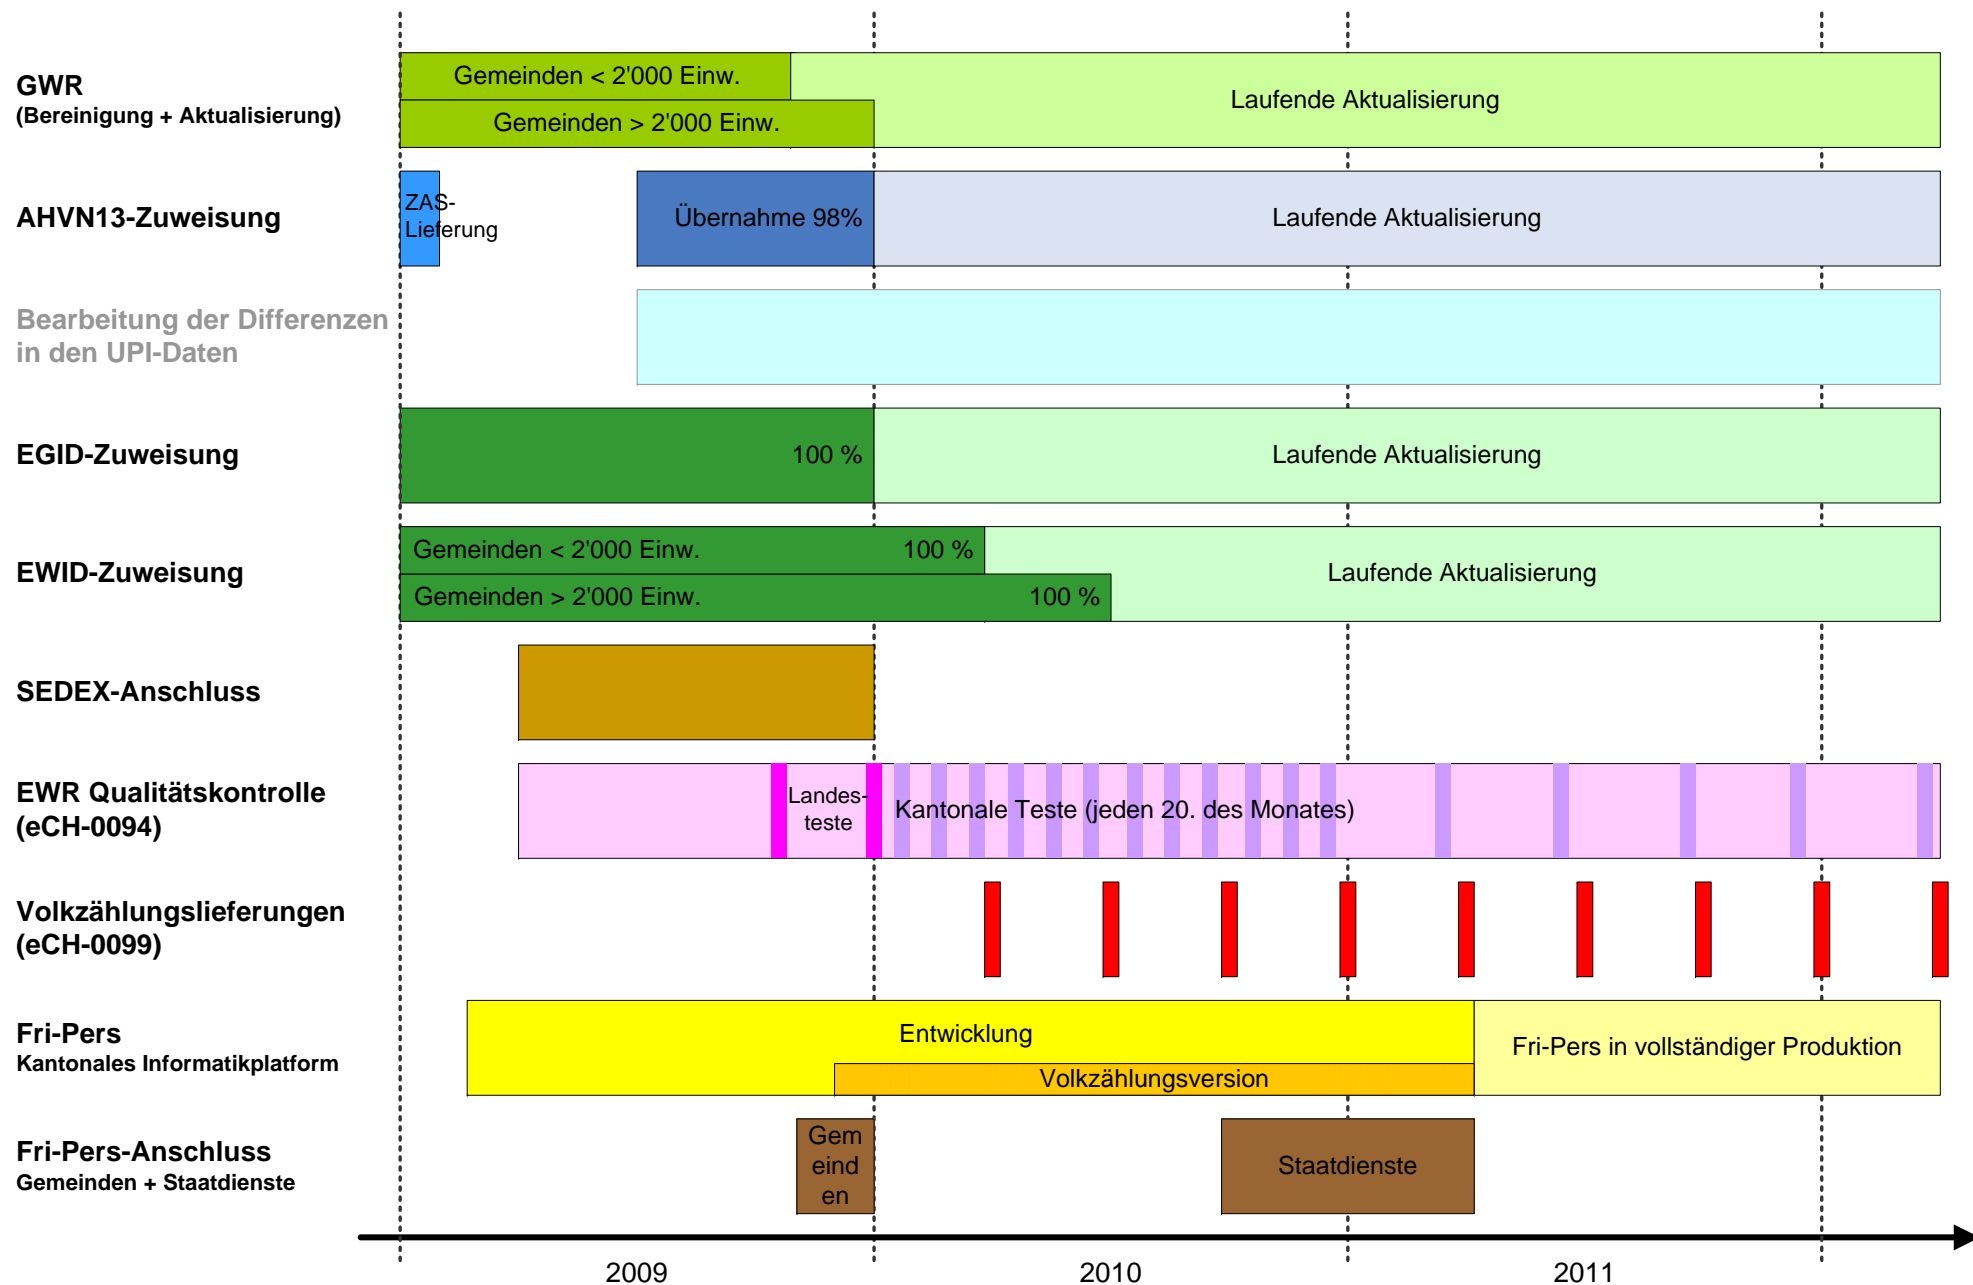 GWR
(Bereinigung + Aktualisierung)
Gemeinden < 2'000 Einw.
Gemeinden > 2'000 Einw.
Laufende Aktualisierung
AHVN13-Zuweisung
ZAS-
Lieferung
Übernahme 98%
Laufende Aktualisierung
Bearbeitung der Differenzen
in den UPI-Daten
EGID-Zuweisung
100 %
Laufende Aktualisierung
EWID-Zuweisung
Gemeinden < 2'000 Einw.
100 %
Gemeinden > 2'000 Einw.
100 %
Laufende Aktualisierung
SEDEX-Anschluss
EWR Qualitätskontrolle
(eCH-0094)
Landes-
teste
Kantonale Teste (jeden 20. des Monates)
Volkzählungslieferungen
(eCH-0099)
Fri-Pers
Kantonales Informatikplatform
Entwicklung
Volkzählungsversion
Fri-Pers in vollständiger Produktion
Fri-Pers-Anschluss
Gemeinden + Staatdienste
Gem
eind
en
Staatdienste
2009
2010
2011